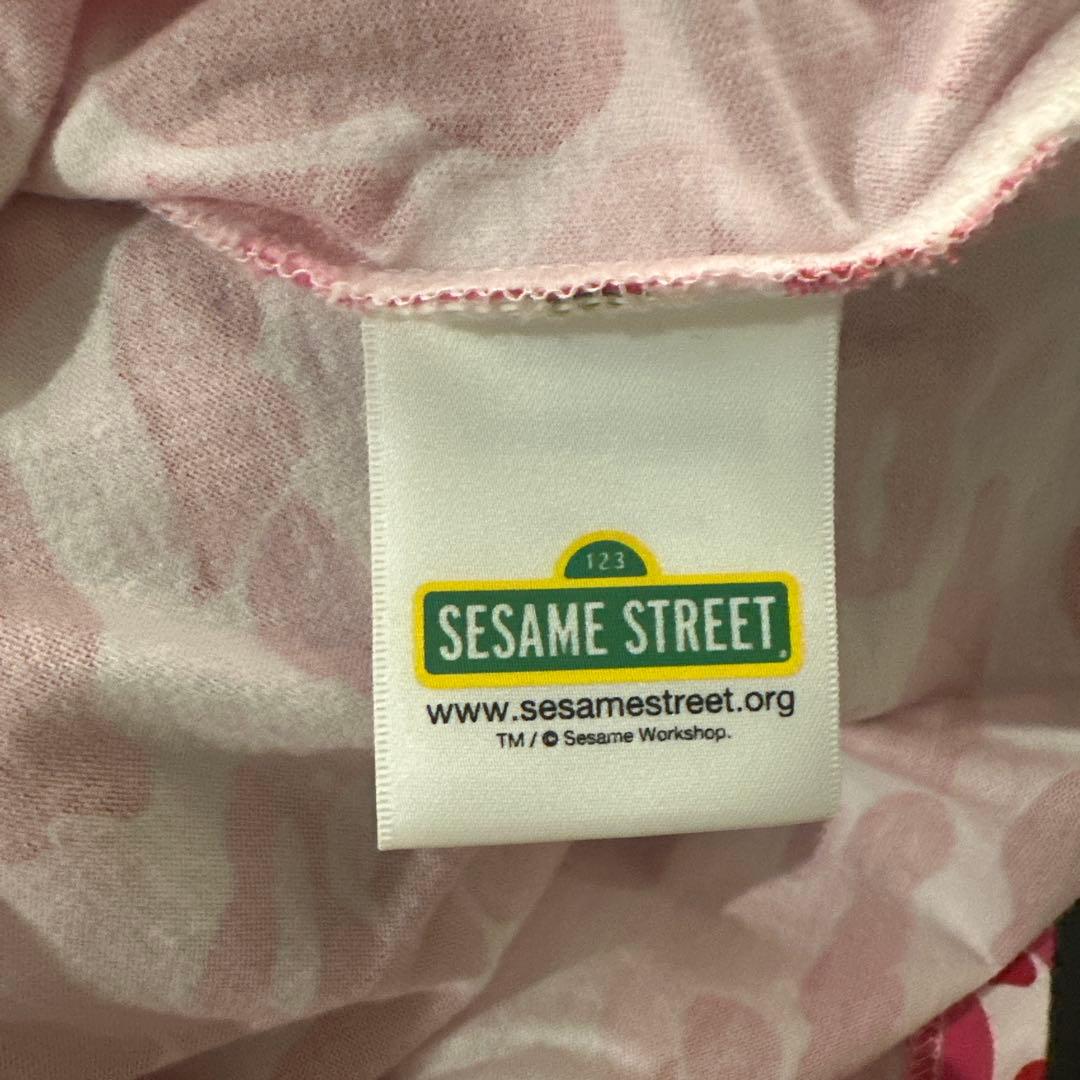 123
SESAME STREET.
www.sesamestreet.org
TM / © Sesame Workshop.